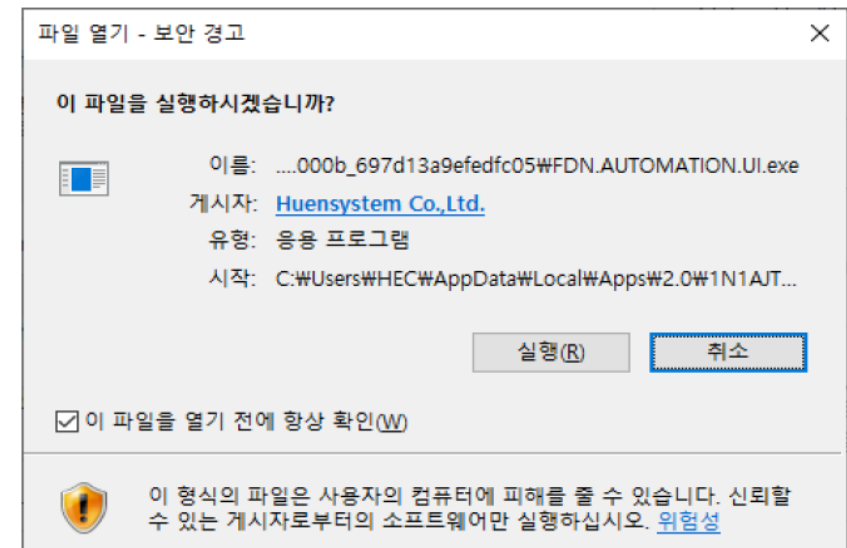 파일 열기 - 보안 경고
이 파일을 실행하시겠습니까?
이름: ....000b_697d13a9efedfc05₩FDN.AUTOMATION.UI.exe
게시자: Huensystem Co.,Ltd.
유형: 응용 프로그램
시작: C:₩Users₩HEC₩AppData₩Local₩Apps₩2.0₩1N1AJT...
실행(R) 취소
이 파일을 열기 전에 항상 확인(W)
이 형식의 파일은 사용자의 컴퓨터에 피해를 줄 수 있습니다. 신뢰할
수 있는 게시자로부터의 소프트웨어만 실행하십시오. 위험성